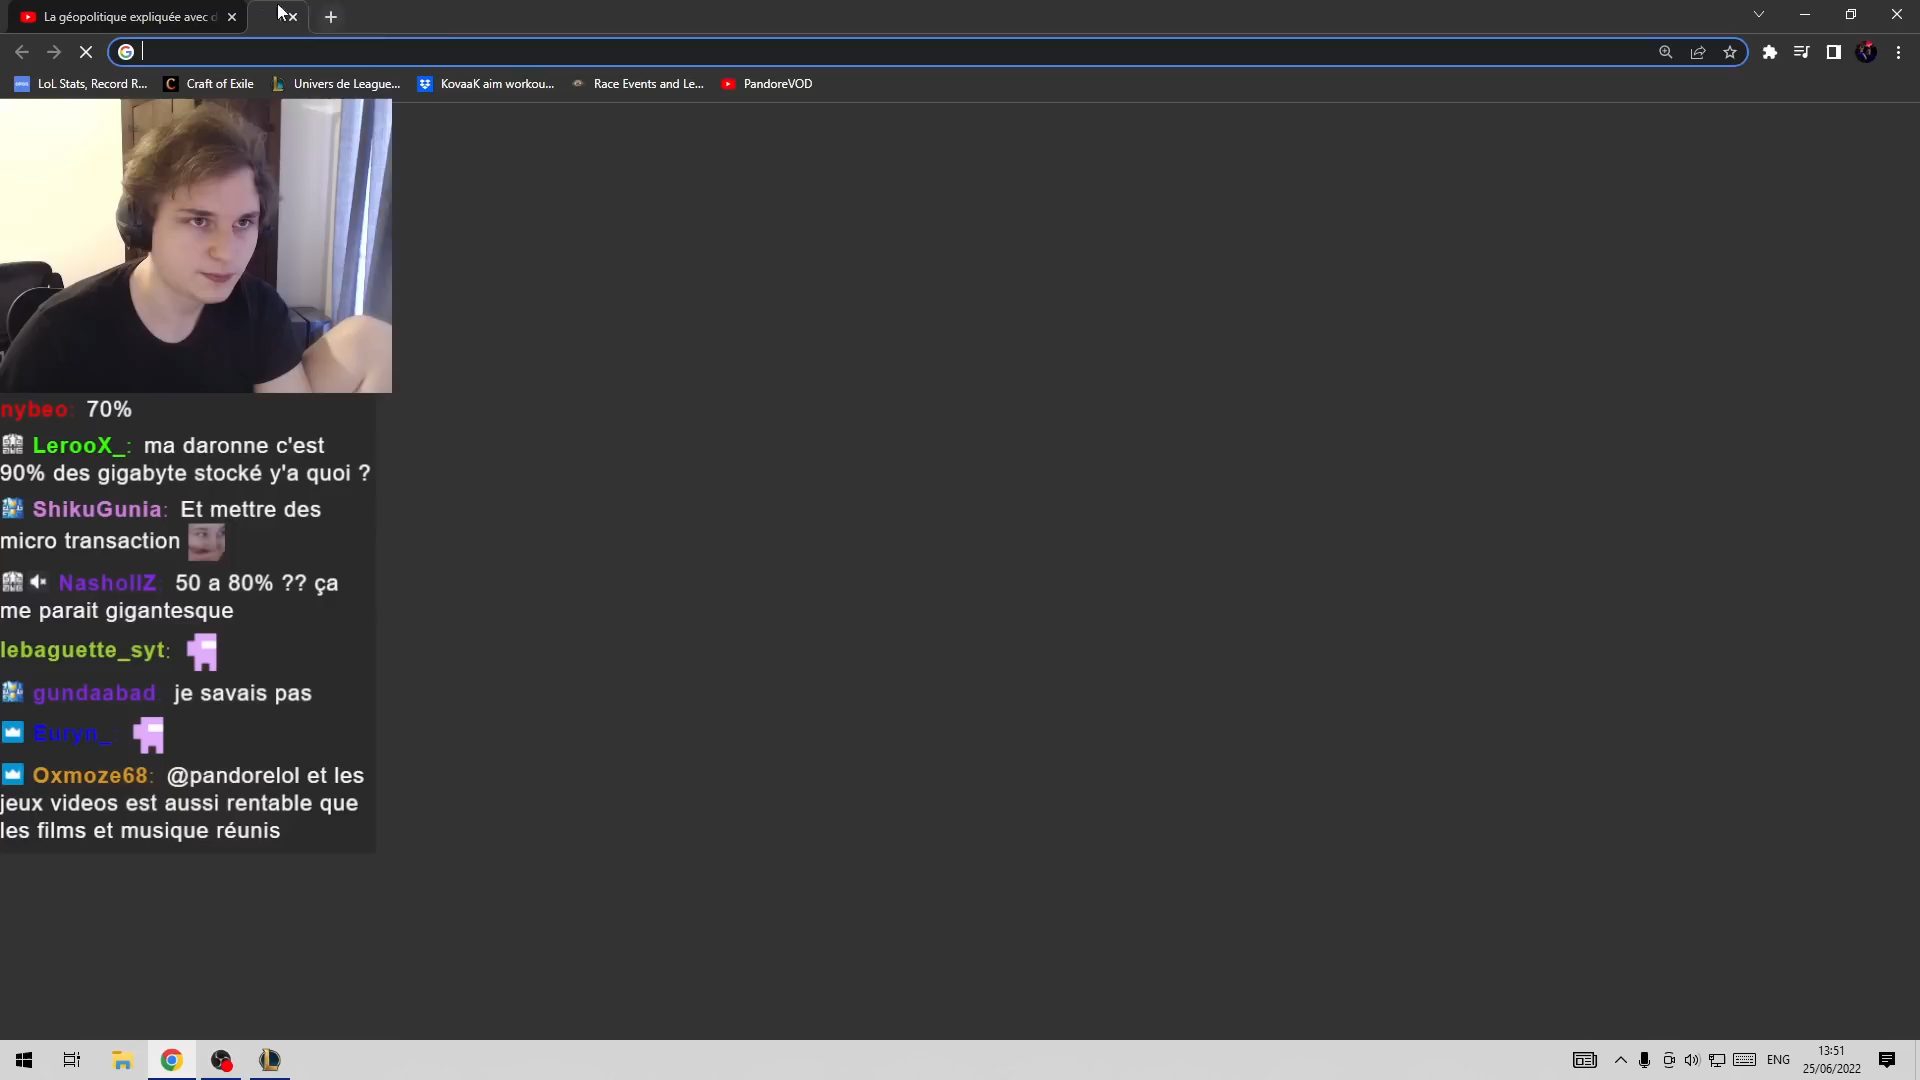 La géopolitique expliquée avec d
LoL Stats, Record R...
Craft of Exile
Univers de League...
KovaaK aim workou...
Race Events and Le...
PandoreVOD
nybeo: 70%
LerooX_: ma daronne c'est
90% des gigabyte stocké y'a quoi ?
ShikuGunia: Et mettre des
micro transaction
NashollZ: 50 a 80% ?? ça
me parait gigantesque
lebaguette_syt:
gundaabad: je savais pas
Euryn_:
Oxmoze68: @pandorelol et les
jeux videos est aussi rentable que
les films et musique réunis
ENG
13:51
25/06/2022